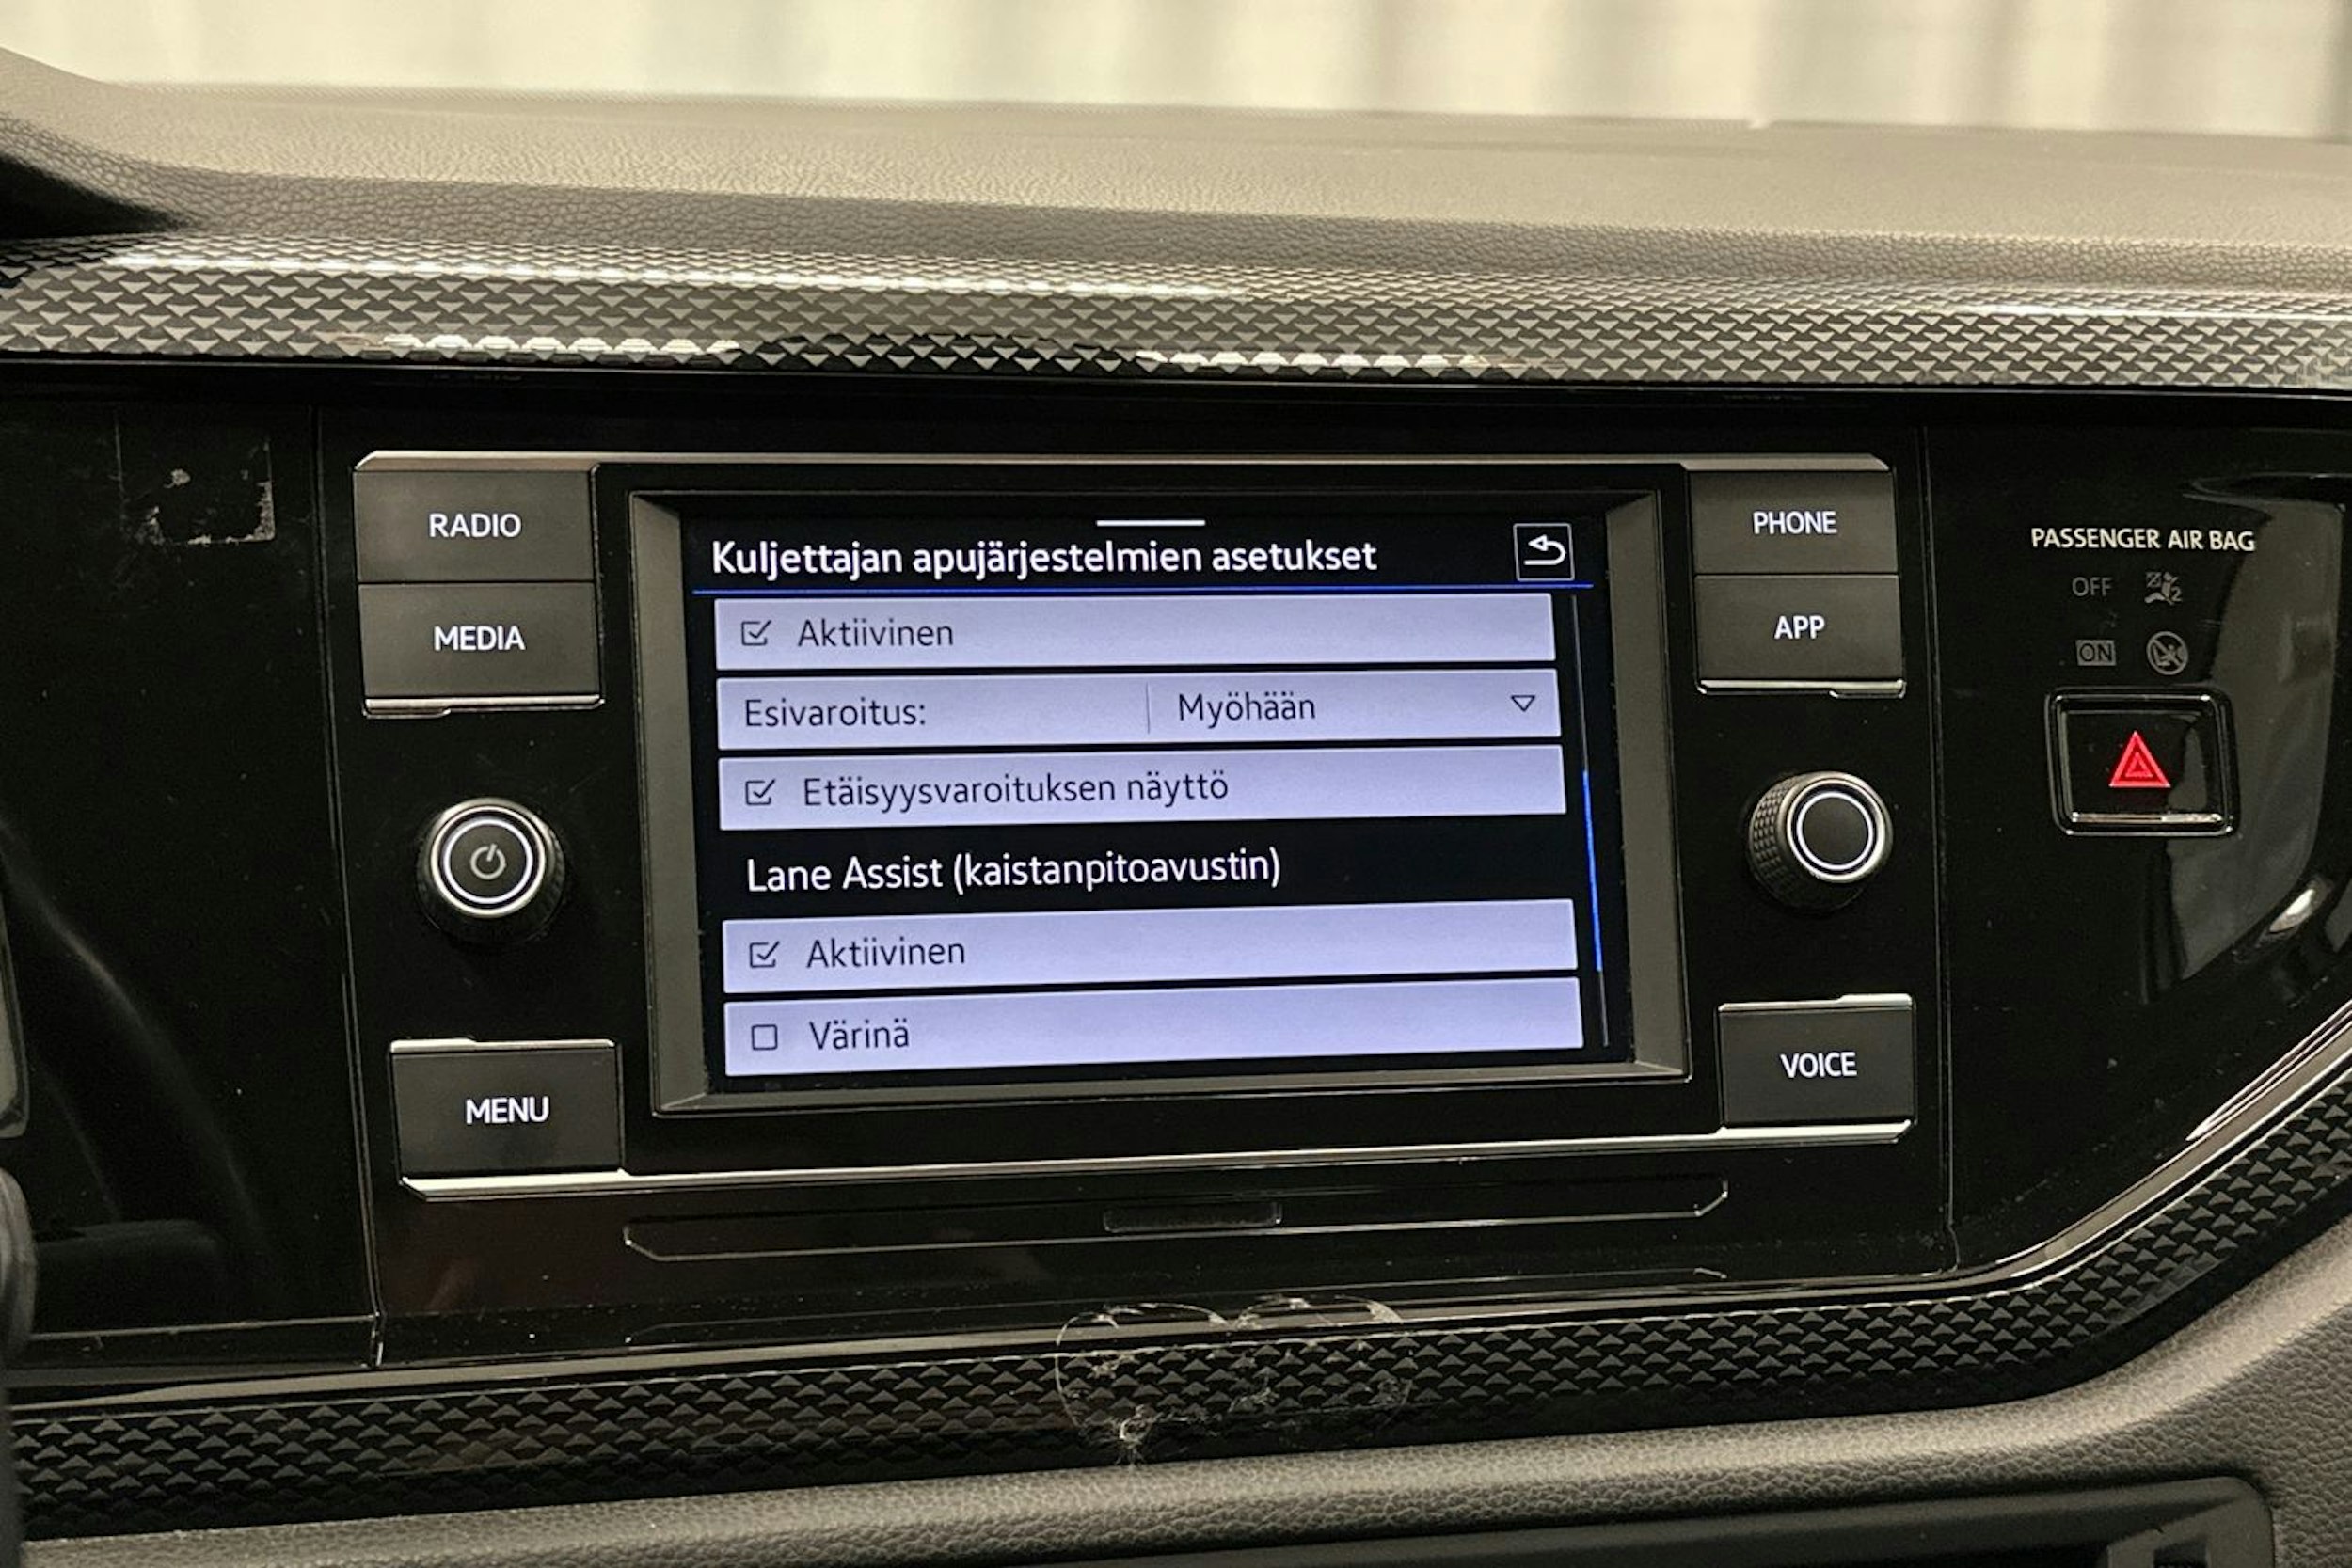 RADIO
MEDIA
MENU
Kuljettajan apujärjestelmien asetukset
Aktiivinen
Esivaroitus: Myöhään
Etäisyysvaroituksen näyttö
Lane Assist (kaistanpitoavustin)
Aktiivinen
Värinä
PHONE
APP
VOICE
PASSENGER AIR BAG
OFF
ON